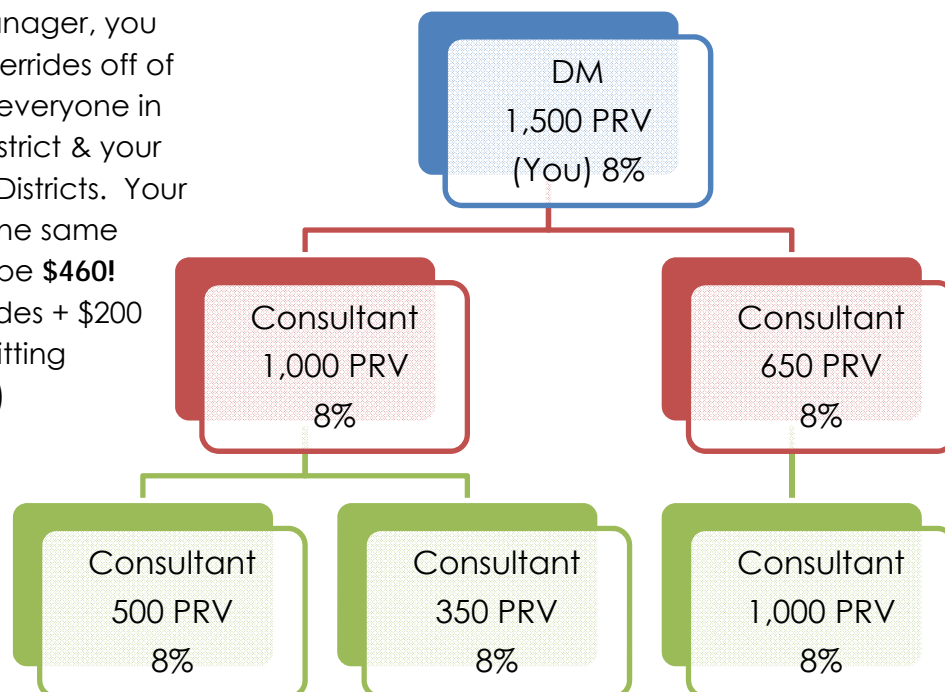 anager, you
errides off of
everyone in
strict & your
Districts. Your
he same
be $460!
des + $200
itting
)
DM
1,500 PRV
(You) 8%
Consultant
1,000 PRV
8%
Consultant
650 PRV
8%
Consultant
500 PRV
8%
Consultant
350 PRV
8%
Consultant
1,000 PRV
8%